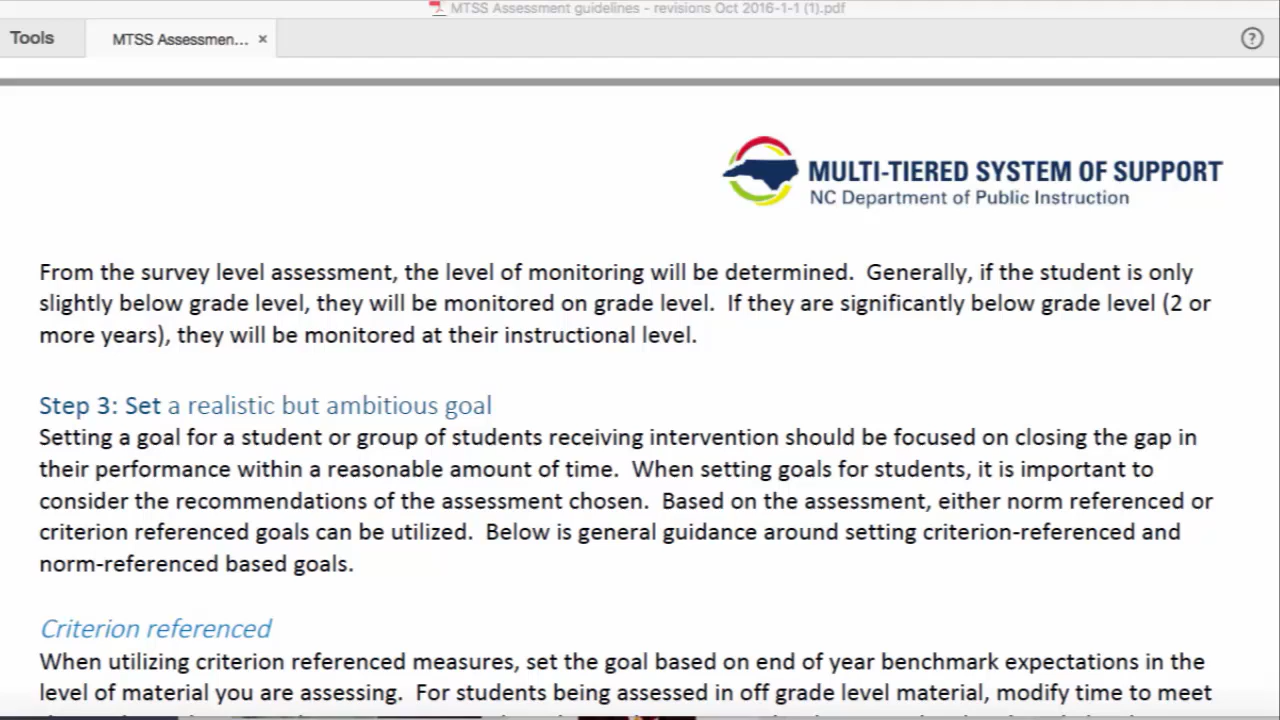 MTSS Assessment guidelines - revisions Oct 2016-1-1 (1).pdf
Tools
MTSS Assessmen... ×
?
MULTI-TIERED SYSTEM OF SUPPORT
NC Department of Public Instruction
From the survey level assessment, the level of monitoring will be determined.  Generally, if the student is only
slightly below grade level, they will be monitored on grade level.  If they are significantly below grade level (2 or
more years), they will be monitored at their instructional level.
Step 3: Set a realistic but ambitious goal
Setting a goal for a student or group of students receiving intervention should be focused on closing the gap in
their performance within a reasonable amount of time.  When setting goals for students, it is important to
consider the recommendations of the assessment chosen.  Based on the assessment, either norm referenced or
criterion referenced goals can be utilized.  Below is general guidance around setting criterion-referenced and
norm-referenced based goals.
Criterion referenced
When utilizing criterion referenced measures, set the goal based on end of year benchmark expectations in the
level of material you are assessing.  For students being assessed in off grade level material, modify time to meet